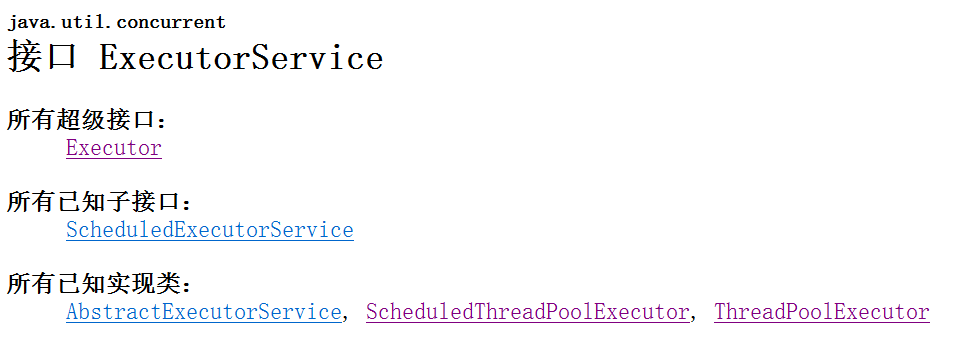 java.util.concurrent
接口 ExecutorService
所有超级接口：
Executor
所有已知子接口：
ScheduledExecutorService
所有已知实现类：
AbstractExecutorService, ScheduledThreadPoolExecutor, ThreadPoolExecutor